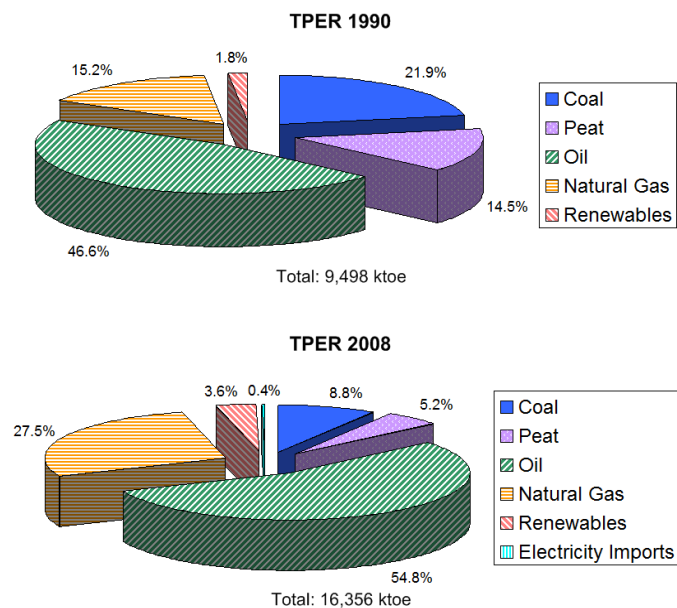 TPER 1990
1.8%
15.2%
21.9%
14.5%
46.6%
Coal
Peat
Oil
Natural Gas
Renewables
Total: 9,498 ktoe
TPER 2008
3.6%
0.4%
8.8%
5.2%
27.5%
54.8%
Coal
Peat
Oil
Natural Gas
Renewables
Electricity Imports
Total: 16,356 ktoe